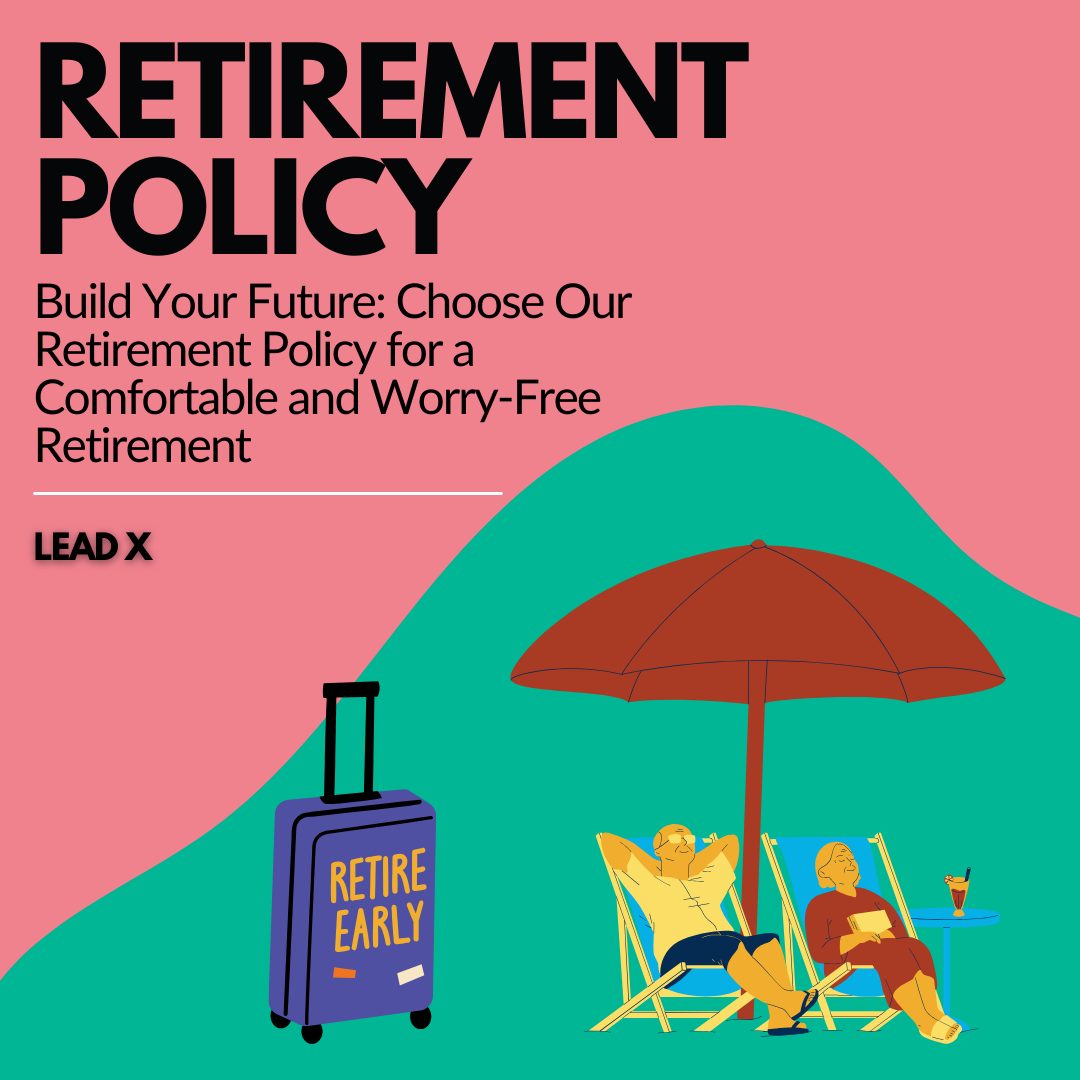 RETIREMENT
POLICY
Build Your Future: Choose Our
Retirement Policy for a
Comfortable and Worry-Free
Retirement
LEAD X
RETIRE
EARLY